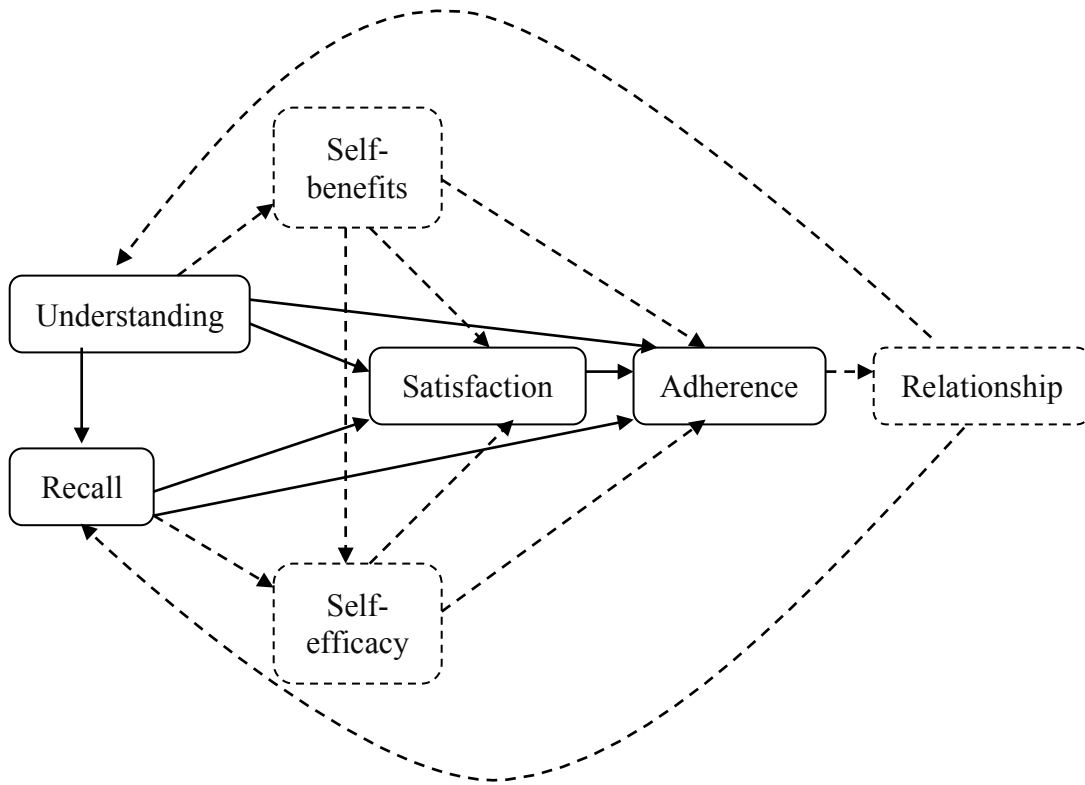 Self-
benefits
Understanding
Satisfaction
Adherence
Relationship
Recall
Self-
efficacy